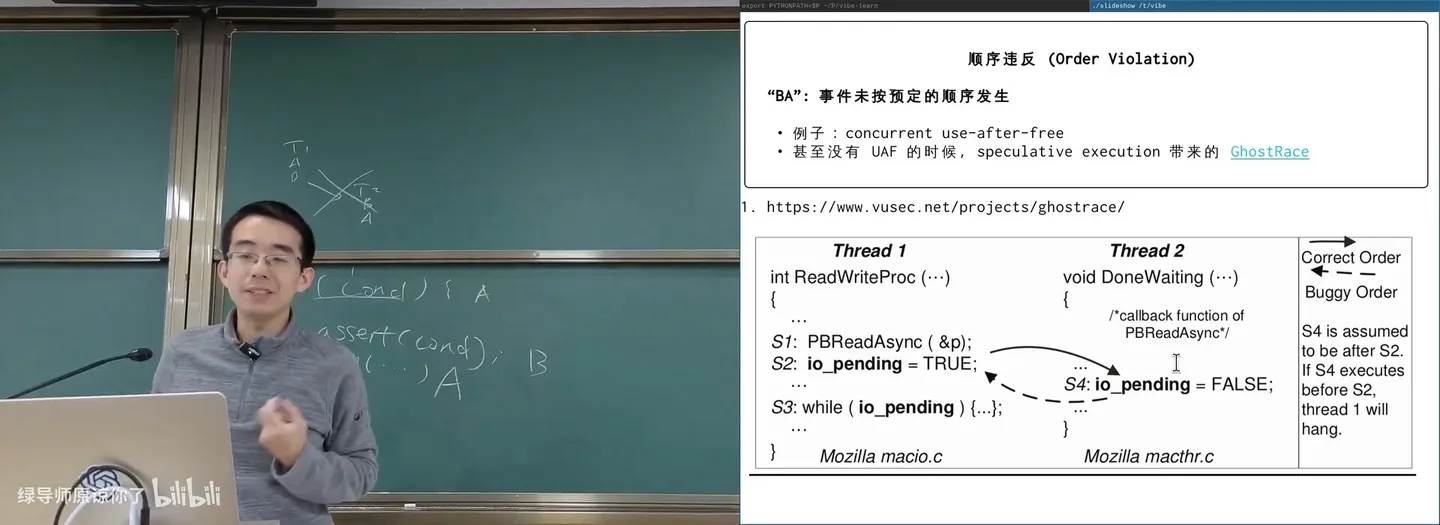 T1
A
B
T2
B
A
(Cond) { A
assert(cond); B
(...) A
绿导师原谅你了 bilibili
export PYTHONPATH=$P ~/P/vibe-learn
./slideshow /t/vibe
顺序违反 (Order Violation)
“BA”: 事件未按预定的顺序发生
• 例子: concurrent use-after-free
• 甚至没有 UAF 的时候, speculative execution 带来的 GhostRace
1. https://www.vusec.net/projects/ghostrace/
Thread 1
int ReadWriteProc (⋯)
{
⋯
S1: PBReadAsync ( &p);
S2: io_pending = TRUE;
⋯
S3: while ( io_pending ) {...};
⋯
}
Mozilla macio.c
Thread 2
void DoneWaiting (⋯)
{
/*callback function of
PBReadAsync*/
...
S4: io_pending = FALSE;
...
}
Mozilla macthr.c
Correct Order
Buggy Order
S4 is assumed
to be after S2.
If S4 executes
before S2,
thread 1 will
hang.